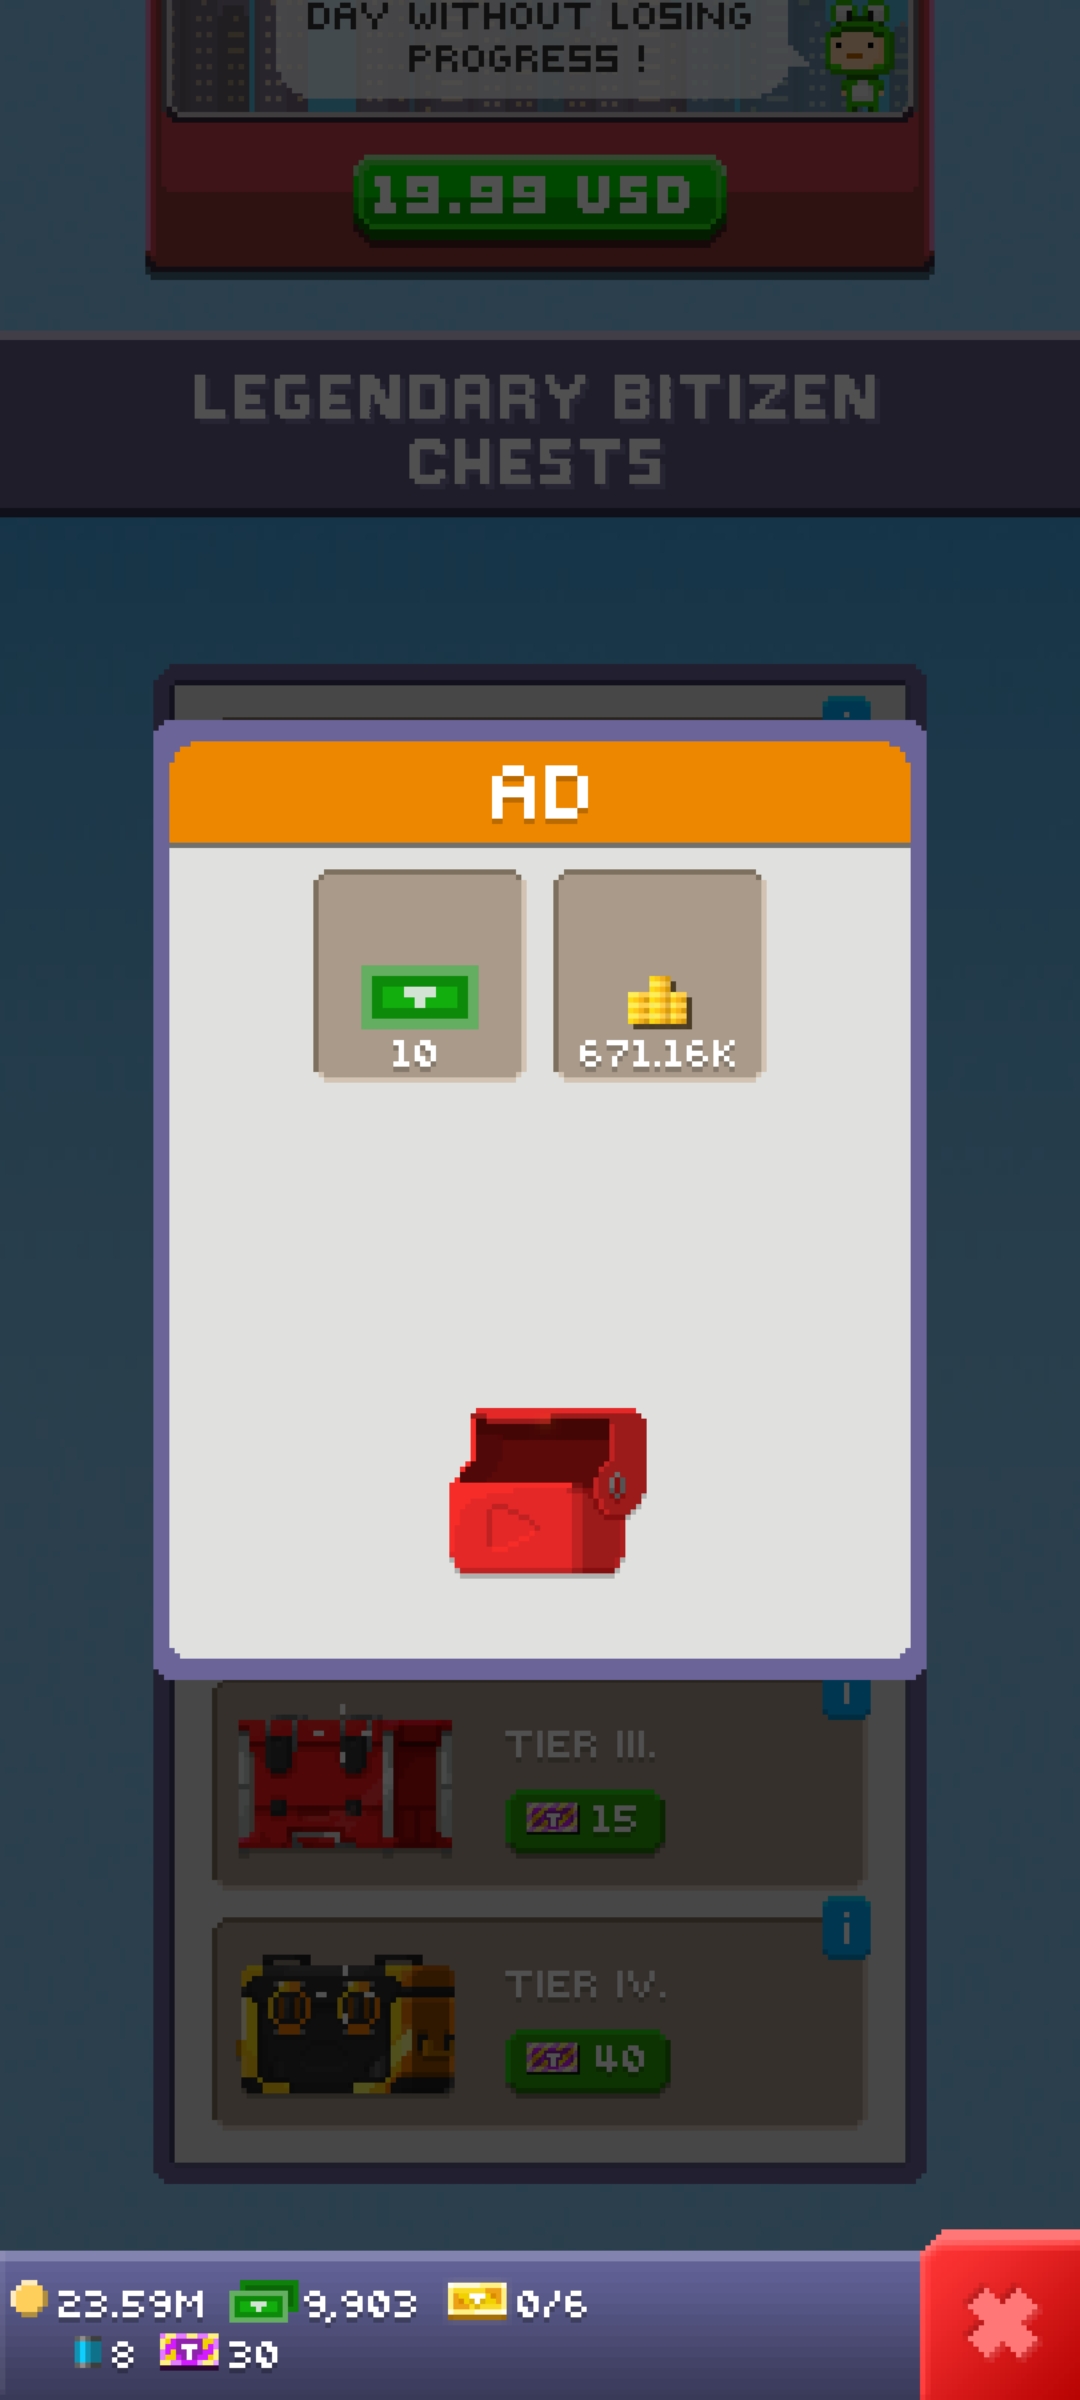 DAY WITHOUT LOSING
PROGRESS !
19.99 USD
LEGENDARY BITIZEN
CHESTS
i
AD
10
671.16K
i
TIER III.
T 15
i
TIER IV.
T 40
23.59M 9,903 0/6
8 T 30